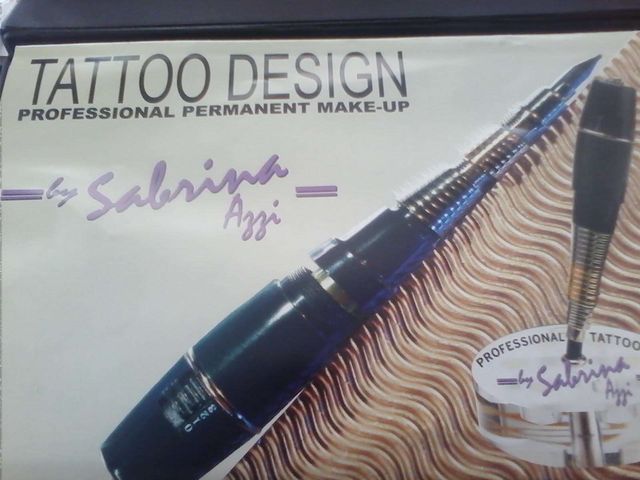 TATTOO DESIGN
PROFESSIONAL PERMANENT MAKE-UP
by Sabrina
Azzi
PROFESSIONAL TATTOO
by Sabrina
Azzi